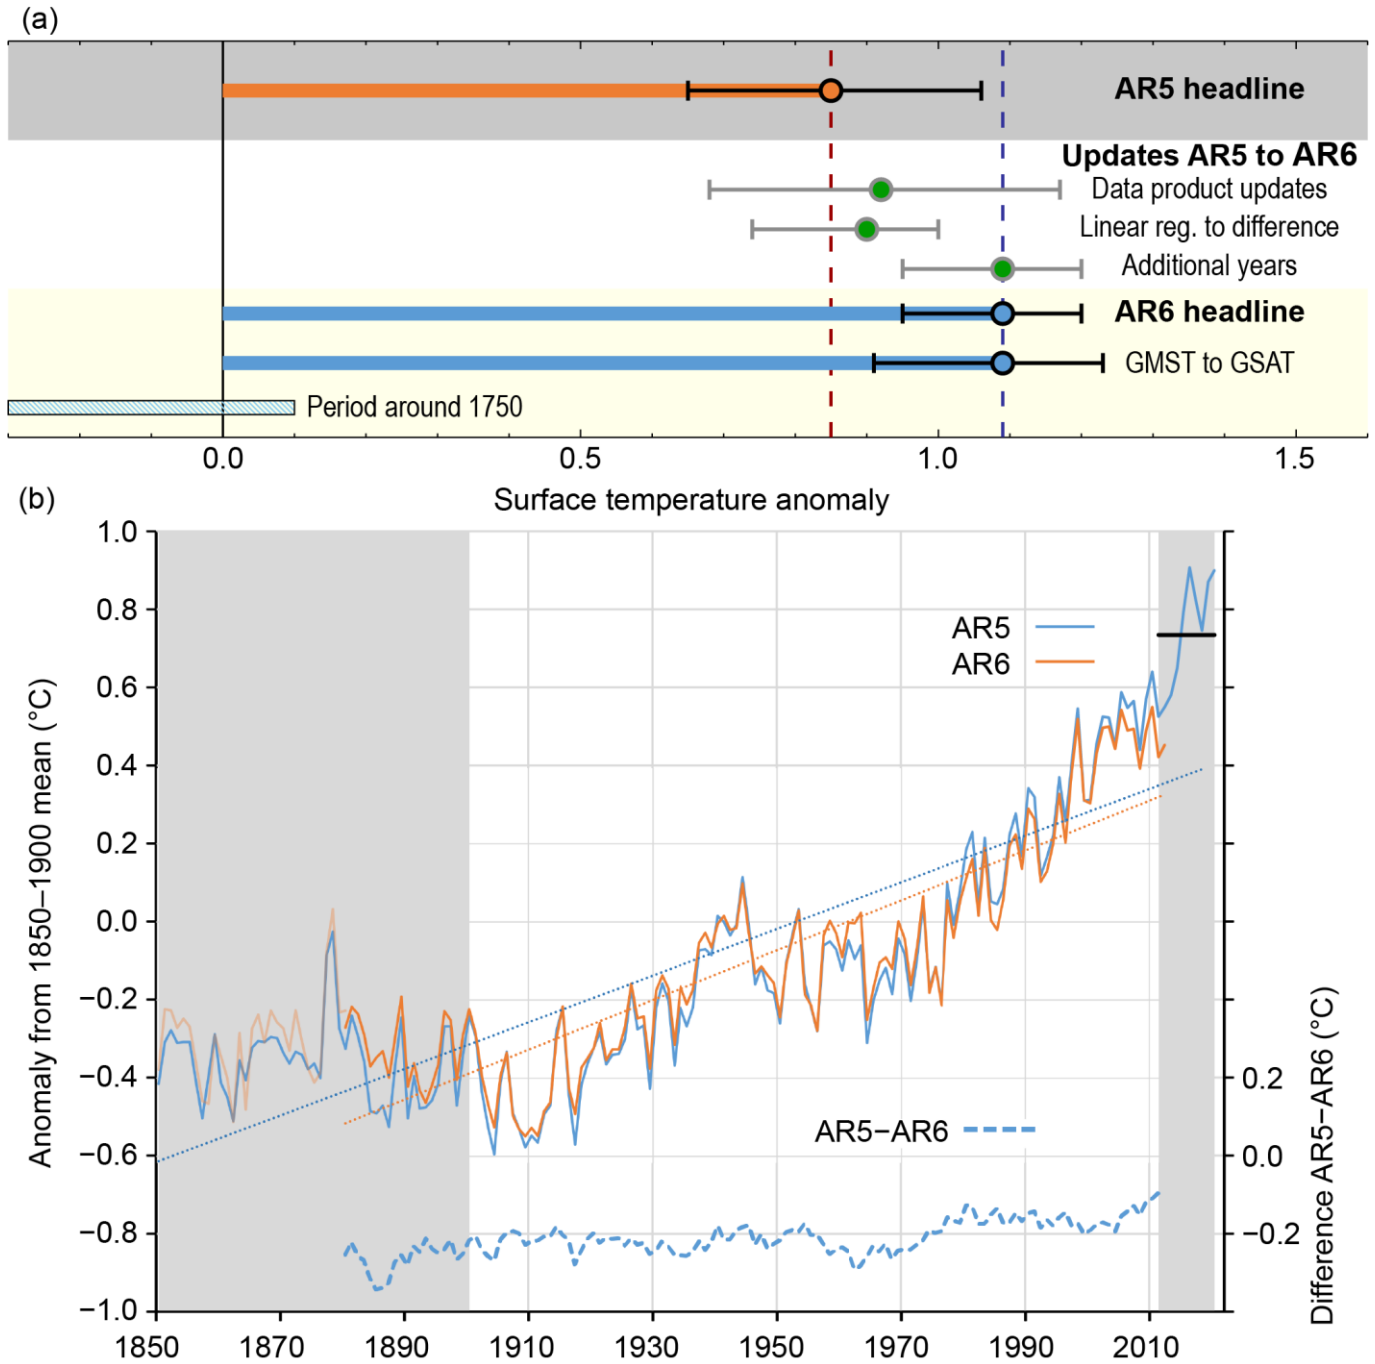 (a)
AR5 headline
Updates AR5 to AR6
Data product updates
Linear reg. to difference
Additional years
AR6 headline
GMST to GSAT
Period around 1750
0.0 0.5 1.0 1.5
Surface temperature anomaly
(b)
Anomaly from 1850–1900 mean (°C)
1.0
0.8
0.6
0.4
0.2
0.0
−0.2
−0.4
−0.6
−0.8
−1.0
AR5
AR6
AR5−AR6
0.2
0.0
−0.2
Difference AR5−AR6 (°C)
1850 1870 1890 1910 1930 1950 1970 1990 2010